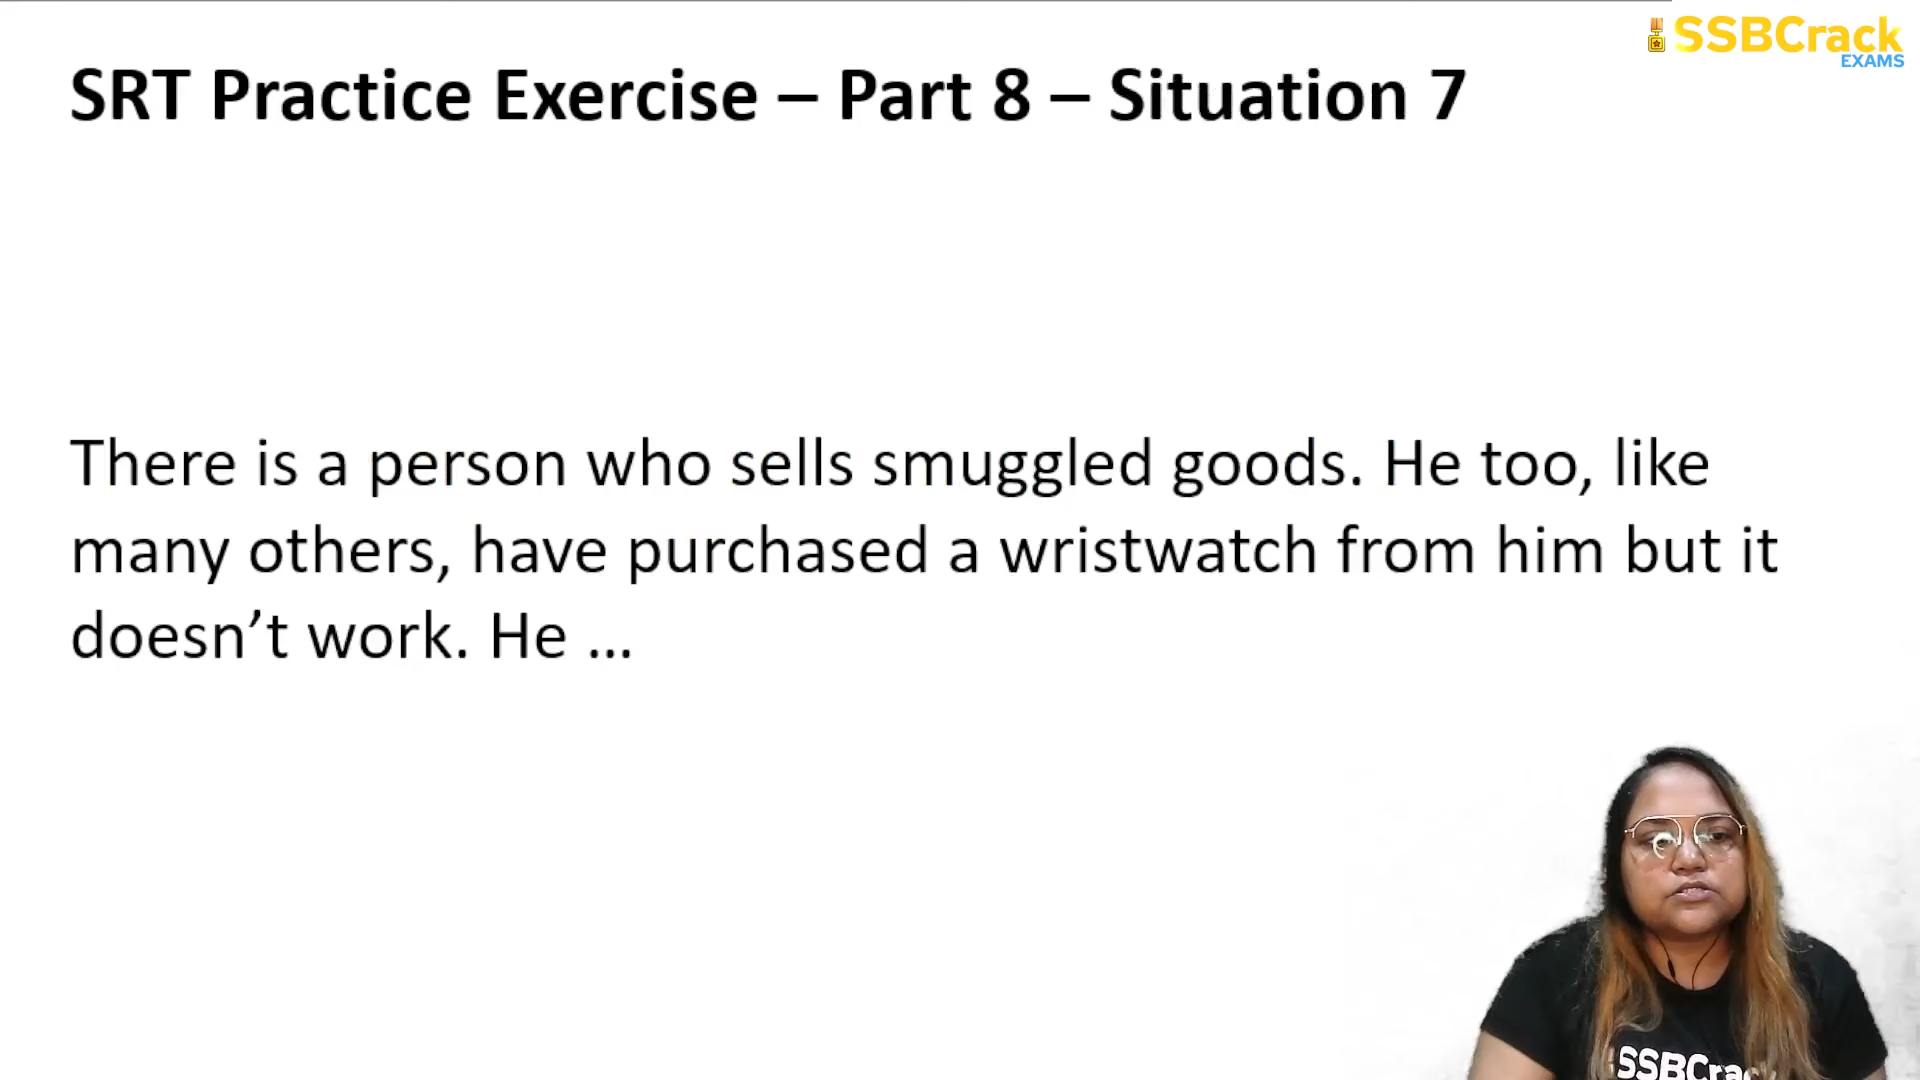 SSBCrack
EXAMS
SRT Practice Exercise – Part 8 – Situation 7
There is a person who sells smuggled goods. He too, like
many others, have purchased a wristwatch from him but it
doesn’t work. He ...